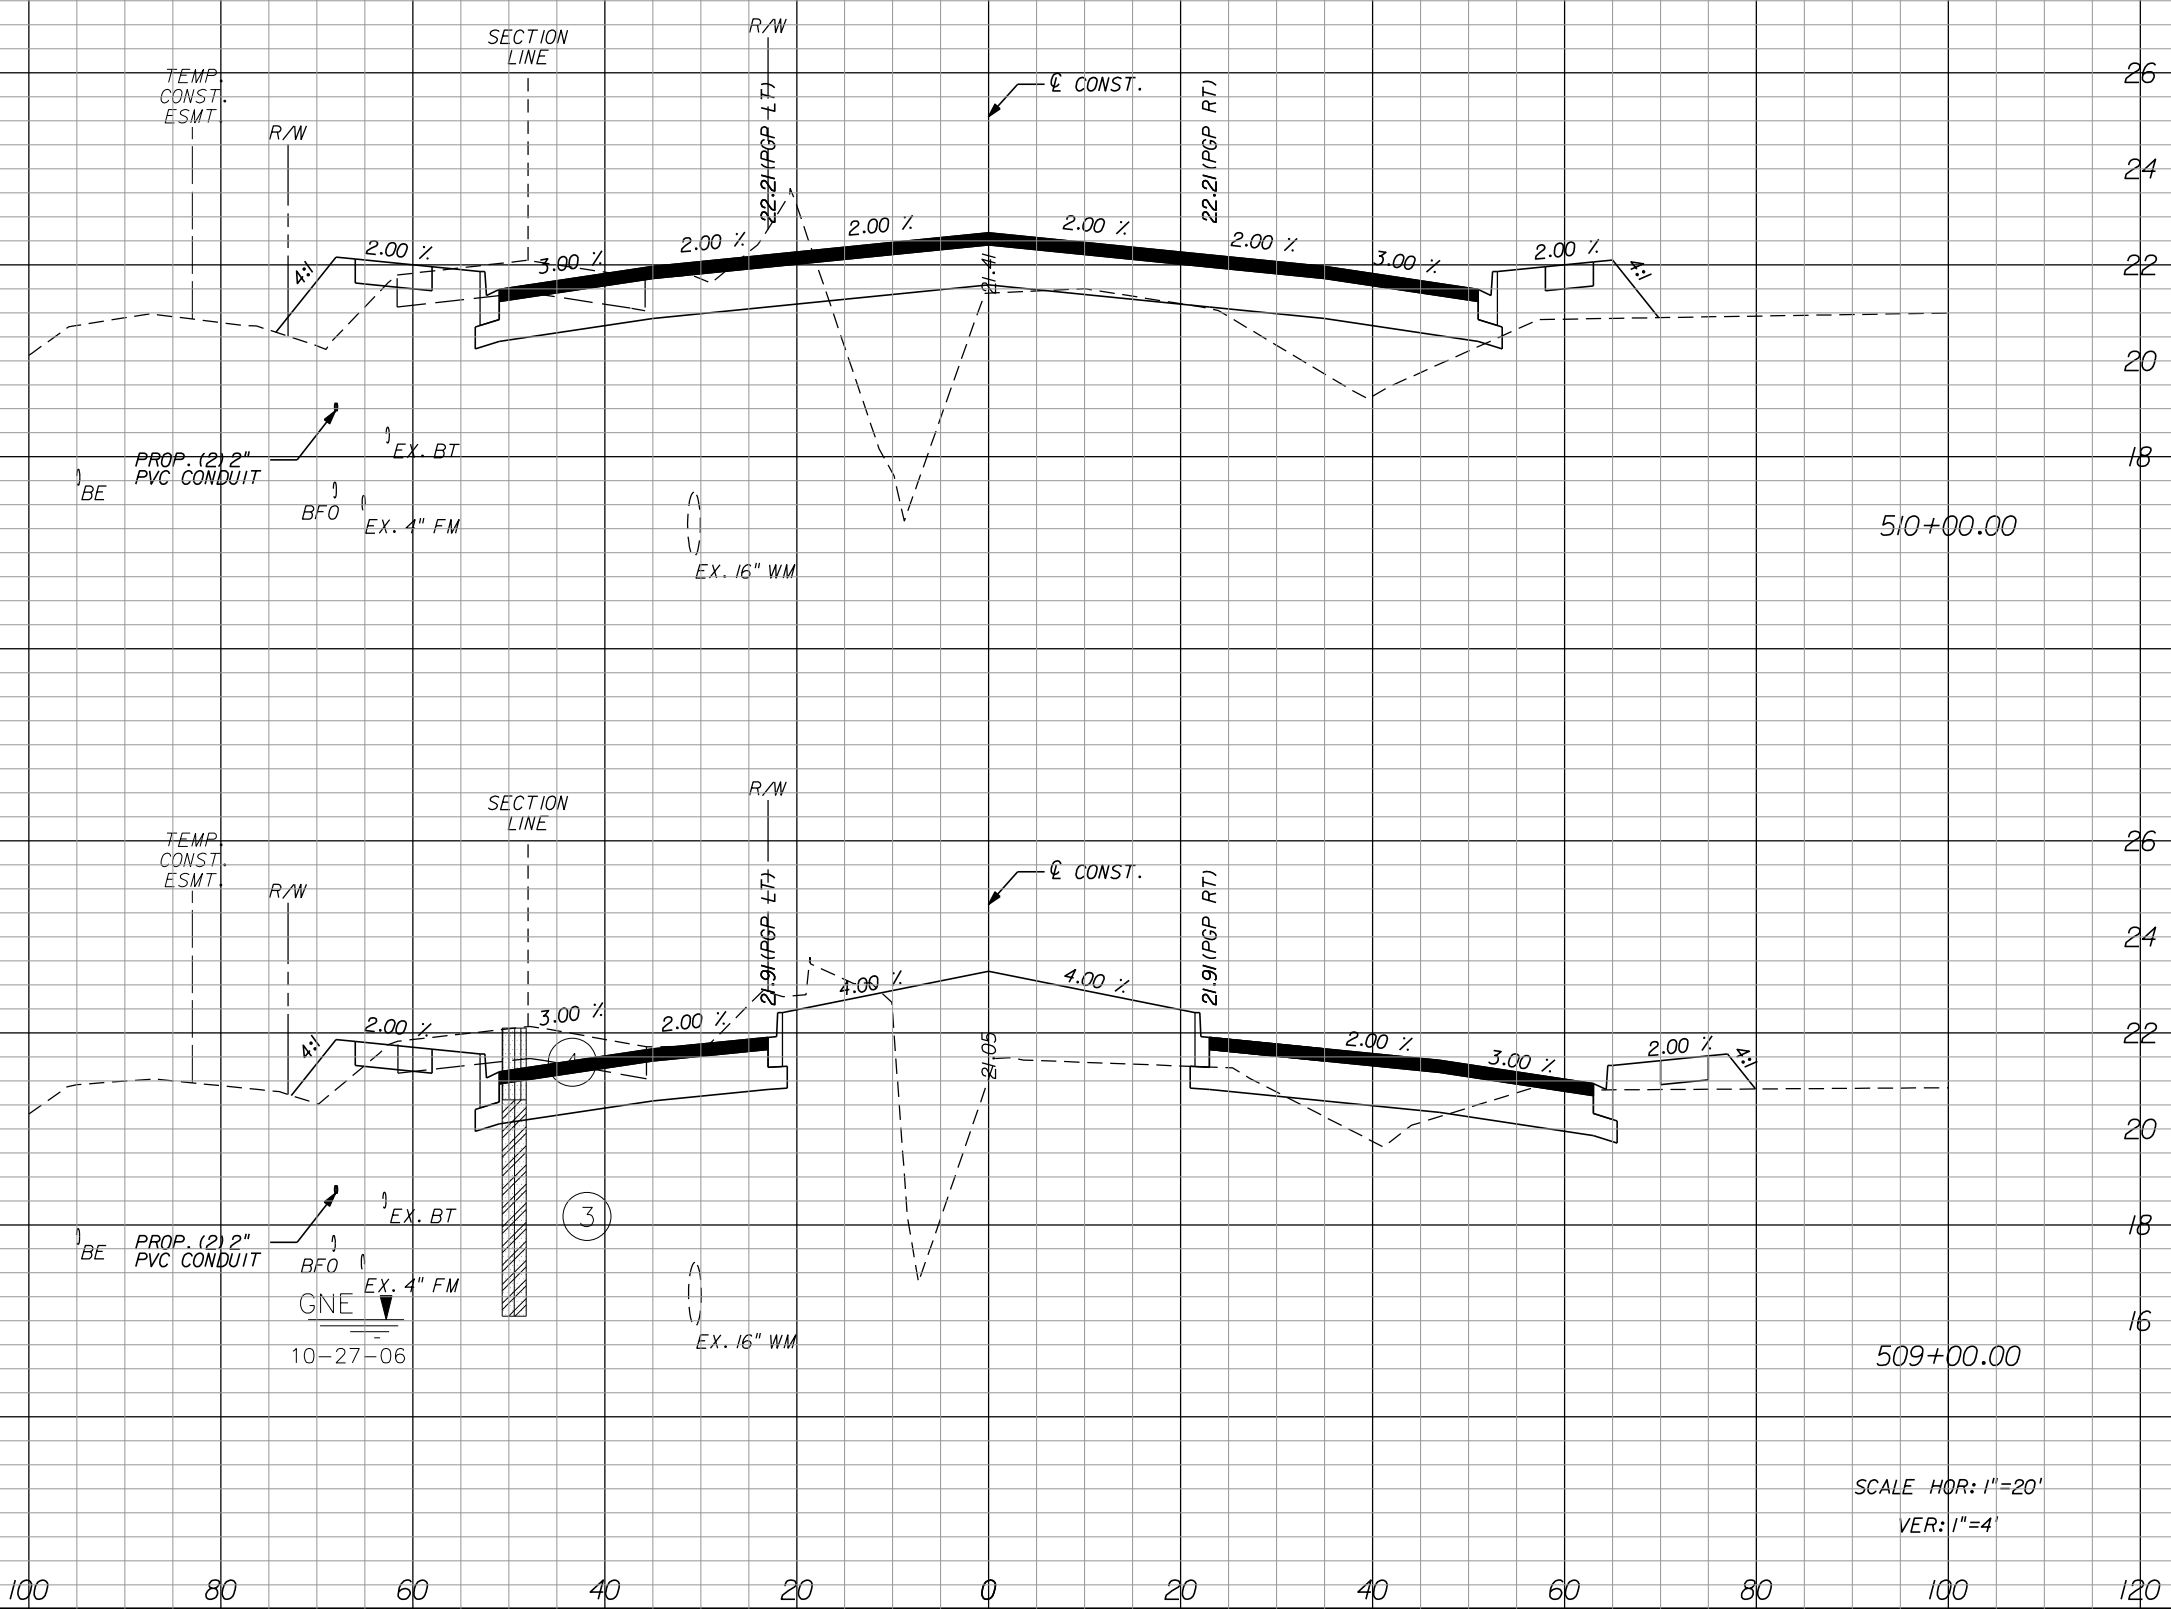 R/W
SECTION
LINE
TEMP.
CONST.
ESMT.
R/W
22.21 (PGP LT)
℄ CONST.
22.21 (PGP RT)
26
24
22
20
18
4:1
2.00 %
3.00 %
2.00 %
2.00 %
2.00 %
2.00 %
3.00 %
2.00 %
4:1
21.41
PROP. (2) 2"
PVC CONDUIT
EX. BT
BE
BFO
EX. 4" FM
EX. 16" WM
510+00.00
R/W
SECTION
LINE
TEMP.
CONST.
ESMT.
R/W
21.91 (PGP LT)
℄ CONST.
21.91 (PGP RT)
26
24
22
20
18
16
4:1
2.00 %
3.00 %
2.00 %
4.00 %
4.00 %
2.00 %
3.00 %
2.00 %
4:1
21.05
4
3
PROP. (2) 2"
PVC CONDUIT
EX. BT
BE
BFO
EX. 4" FM
GNE
10-27-06
EX. 16" WM
509+00.00
SCALE HOR: 1"=20'
VER: 1"=4'
100 80 60 40 20 0 20 40 60 80 100 120